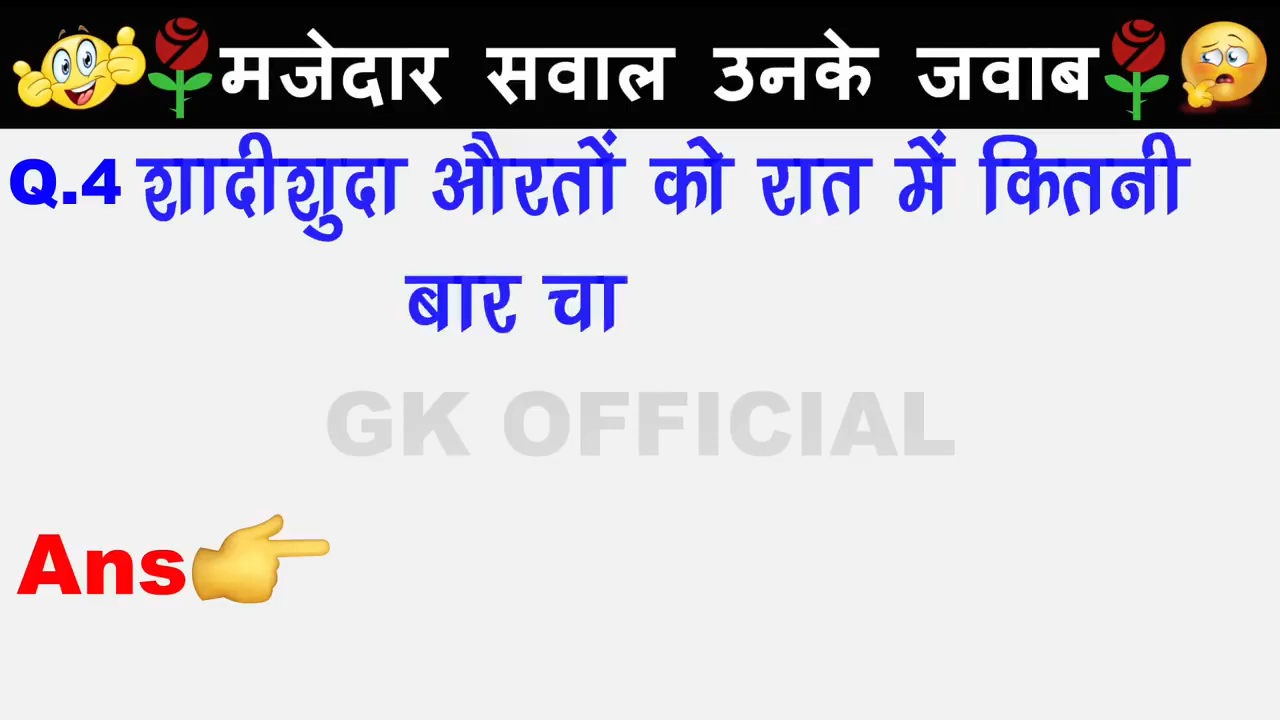 मजेदार सवाल उनके जवाब
Q.4 शादीशुदा औरतों को रात में कितनी
बार चा
GK OFFICIAL
Ans